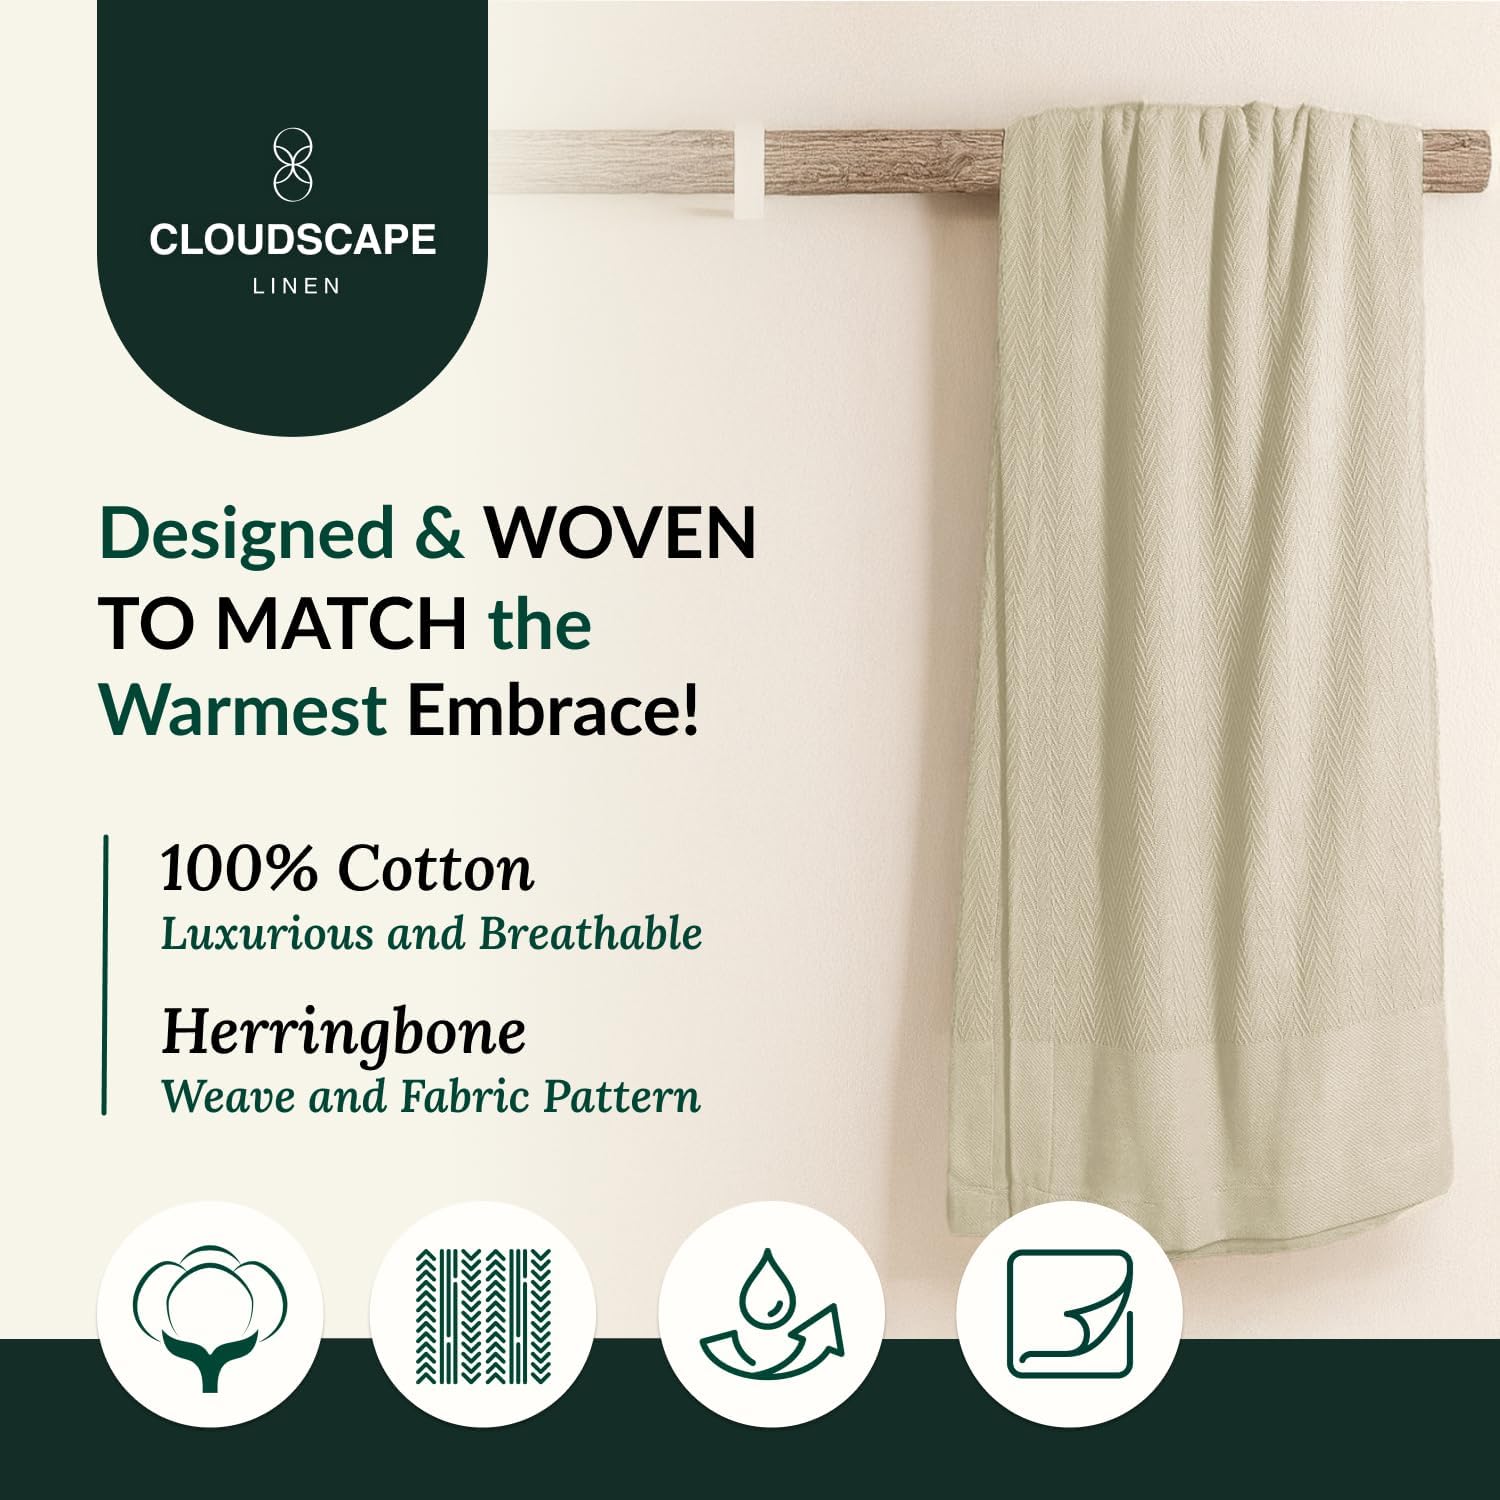 CLOUDSCAPE
LINEN
Designed & WOVEN
TO MATCH the
Warmest Embrace!
100% Cotton
Luxurious and Breathable
Herringbone
Weave and Fabric Pattern